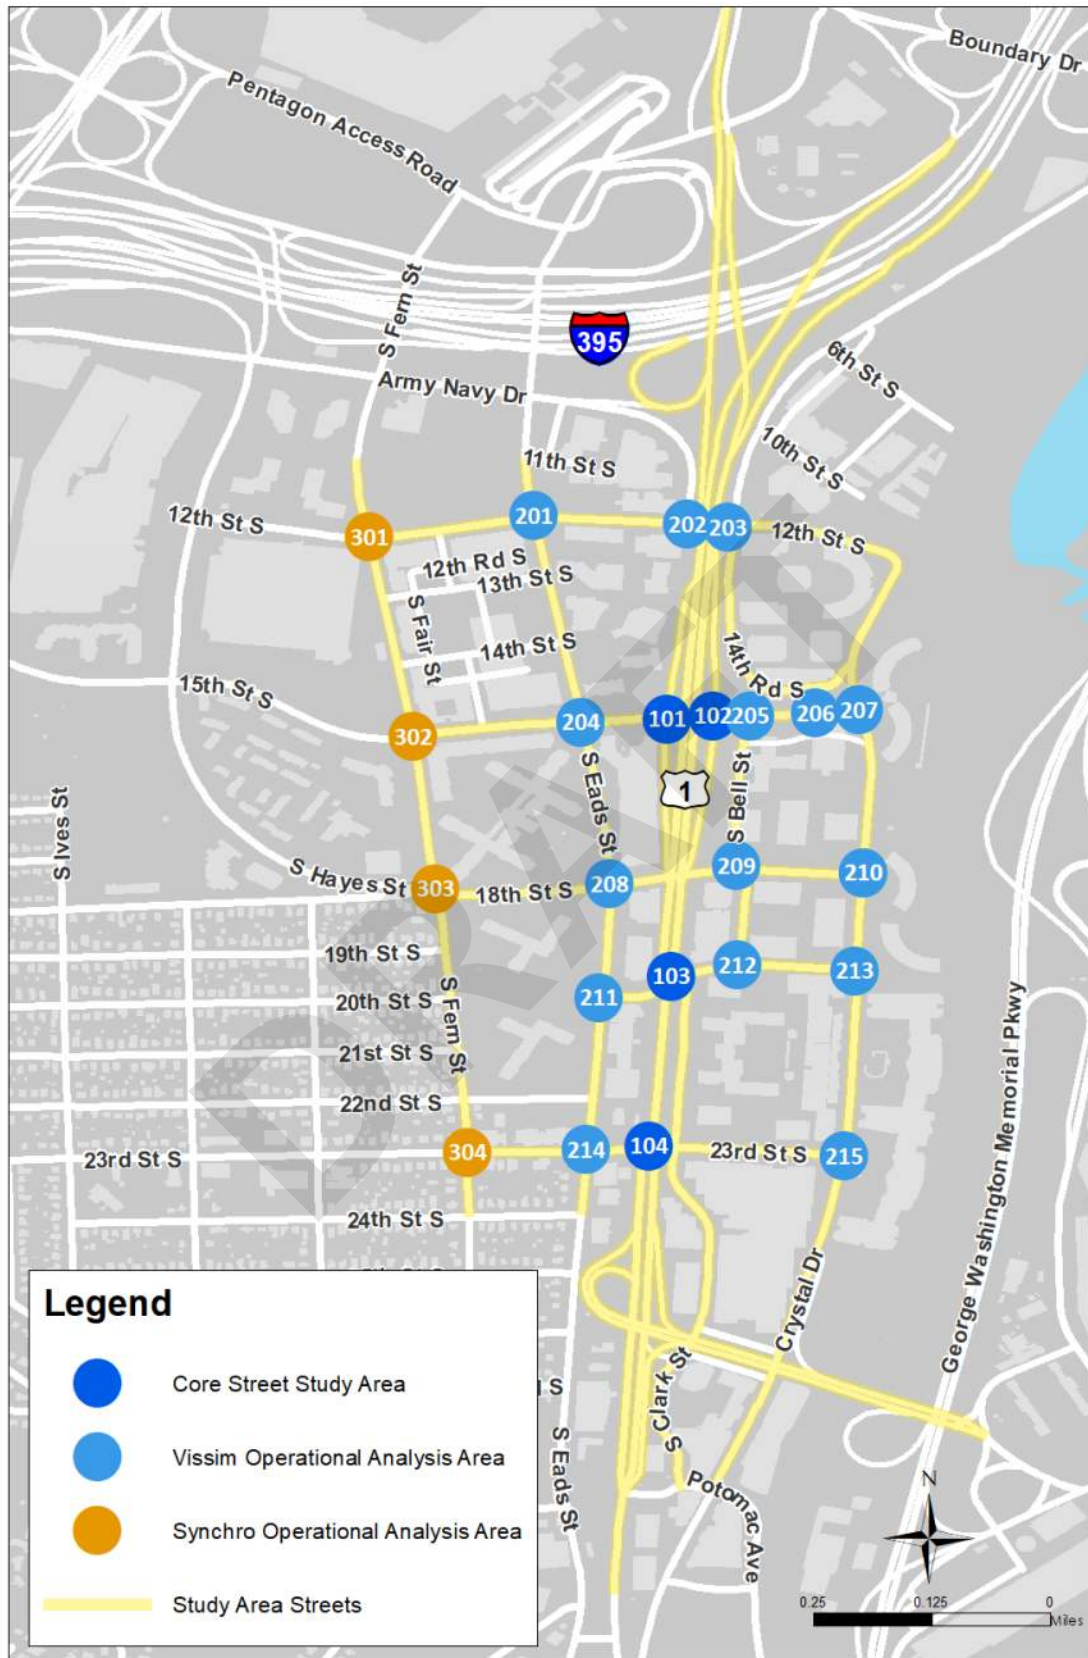 Boundary Dr
Pentagon Access Road
S Fern St
395
Army Navy Dr
6th St S
10th St S
11th St S
12th St S
301
201
202
203
12th St S
12th Rd S
13th St S
S Fair St
14th St S
14th Rd S
15th St S
302
204
101
102
205
206
207
1
S Eads St
S Bell St
S Ives St
S Hayes St
303
18th St S
208
209
210
19th St S
20th St S
S Fern St
211
103
212
213
21st St S
22nd St S
23rd St S
304
214
104
23rd St S
215
24th St S
George Washington Memorial Pkwy
Crystal Dr
S Clark St
S Eads St
Potomac Ave
DRAFT
Legend
Core Street Study Area
Vissim Operational Analysis Area
Synchro Operational Analysis Area
Study Area Streets
N
0.25 0.125 0
Miles